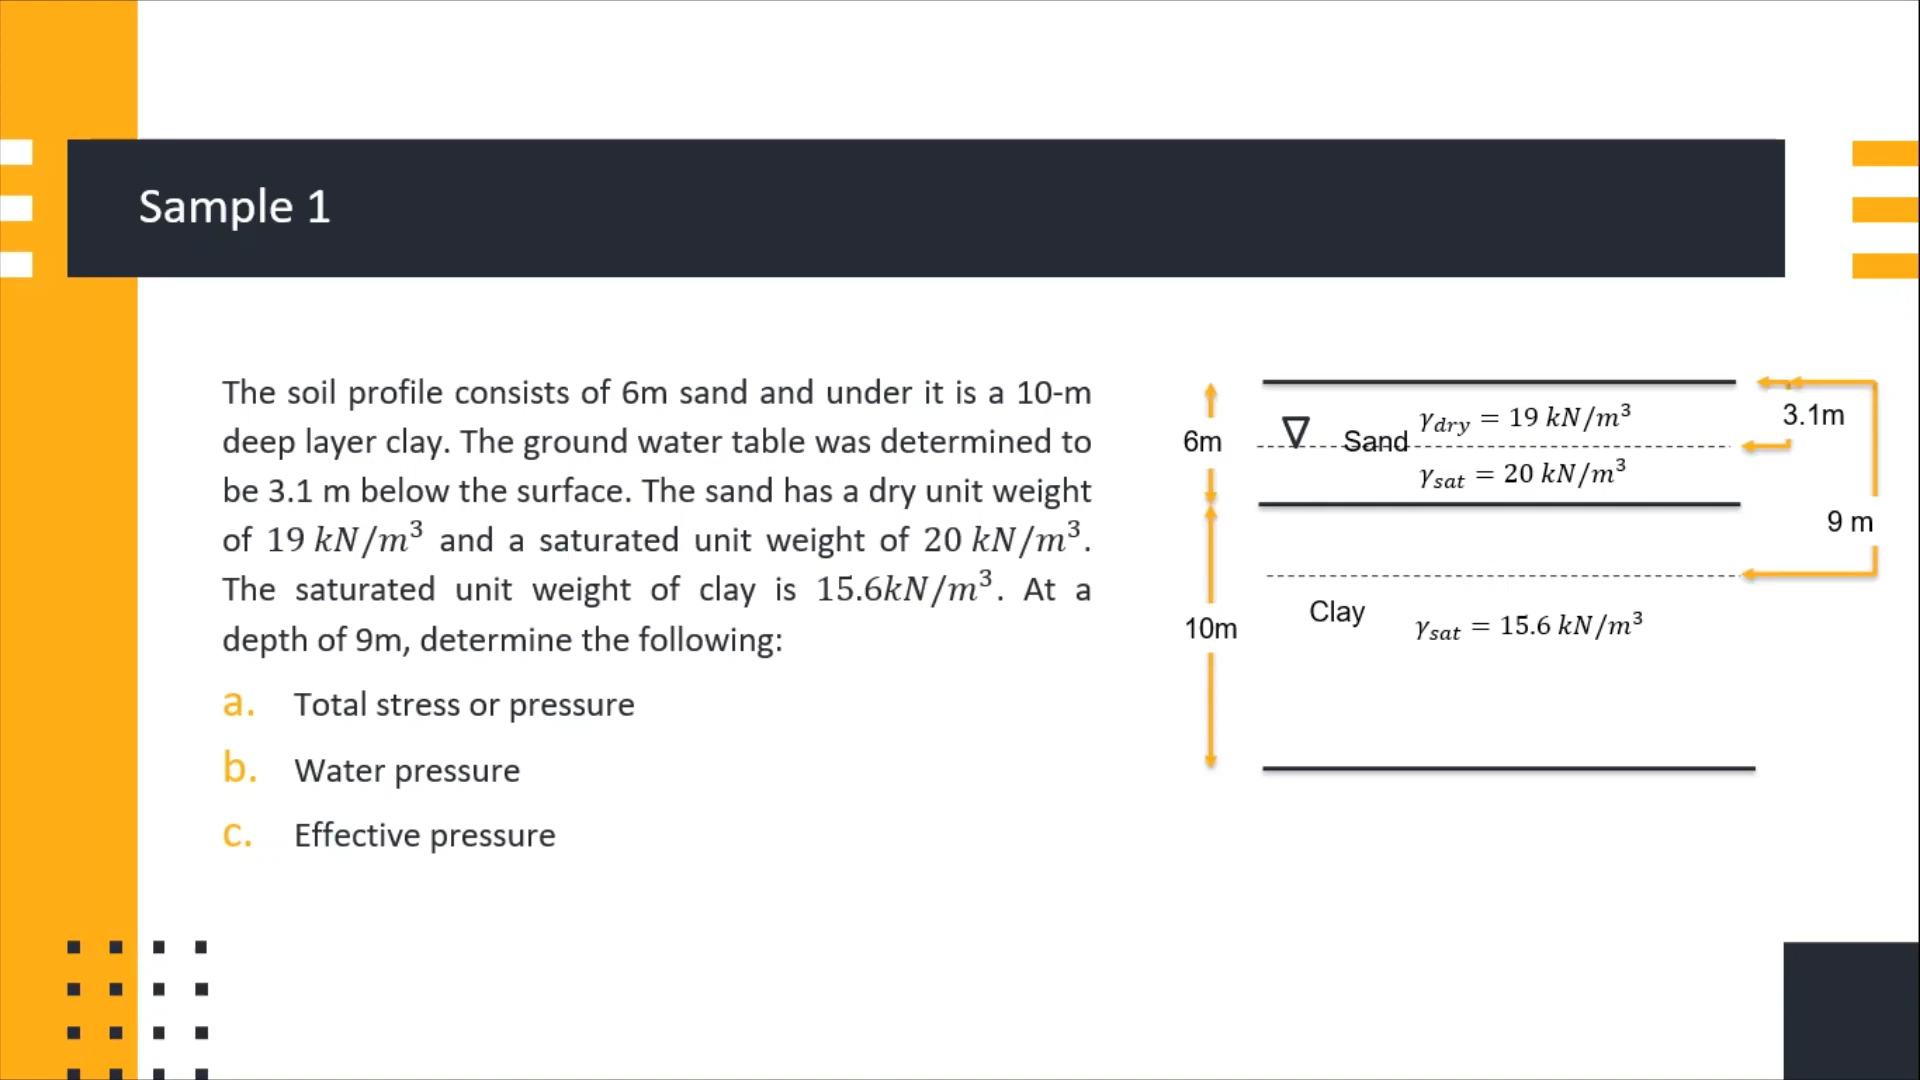 Sample 1
The soil profile consists of 6m sand and under it is a 10-m
deep layer clay. The ground water table was determined to
be 3.1 m below the surface. The sand has a dry unit weight
of 19 kN/m³ and a saturated unit weight of 20 kN/m³.
The saturated unit weight of clay is 15.6kN/m³. At a
depth of 9m, determine the following:
a. Total stress or pressure
b. Water pressure
c. Effective pressure
6m
Sand
γdry = 19 kN/m³
γsat = 20 kN/m³
3.1m
9 m
10m
Clay
γsat = 15.6 kN/m³